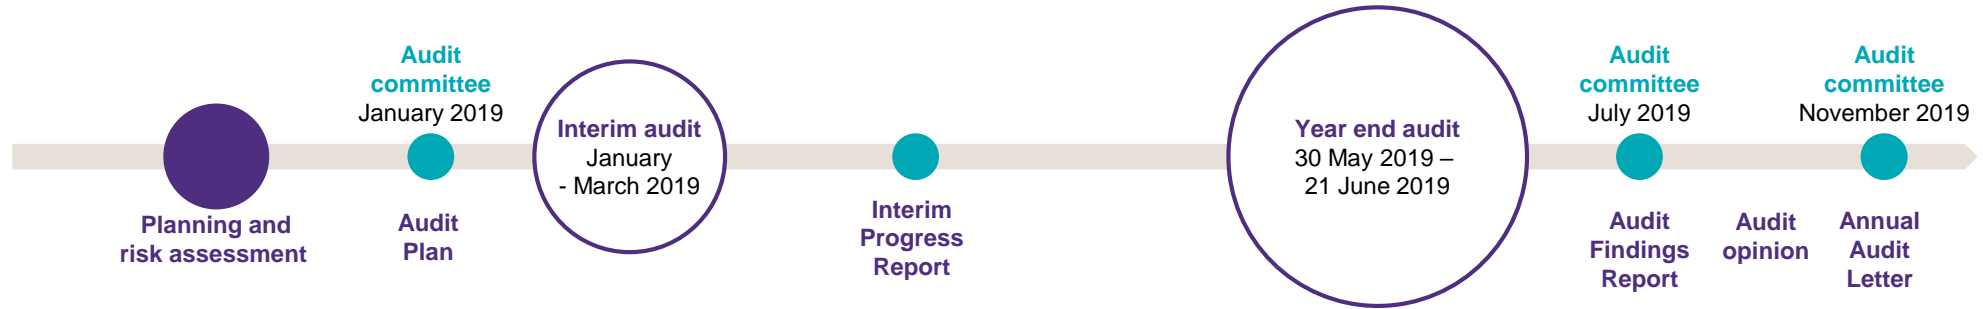 Planning and
risk assessment
Audit
committee
January 2019
Audit
Plan
Interim audit
January
- March 2019
Interim
Progress
Report
Year end audit
30 May 2019 –
21 June 2019
Audit
committee
July 2019
Audit
Findings
Report
Audit
opinion
Audit
committee
November 2019
Annual
Audit
Letter